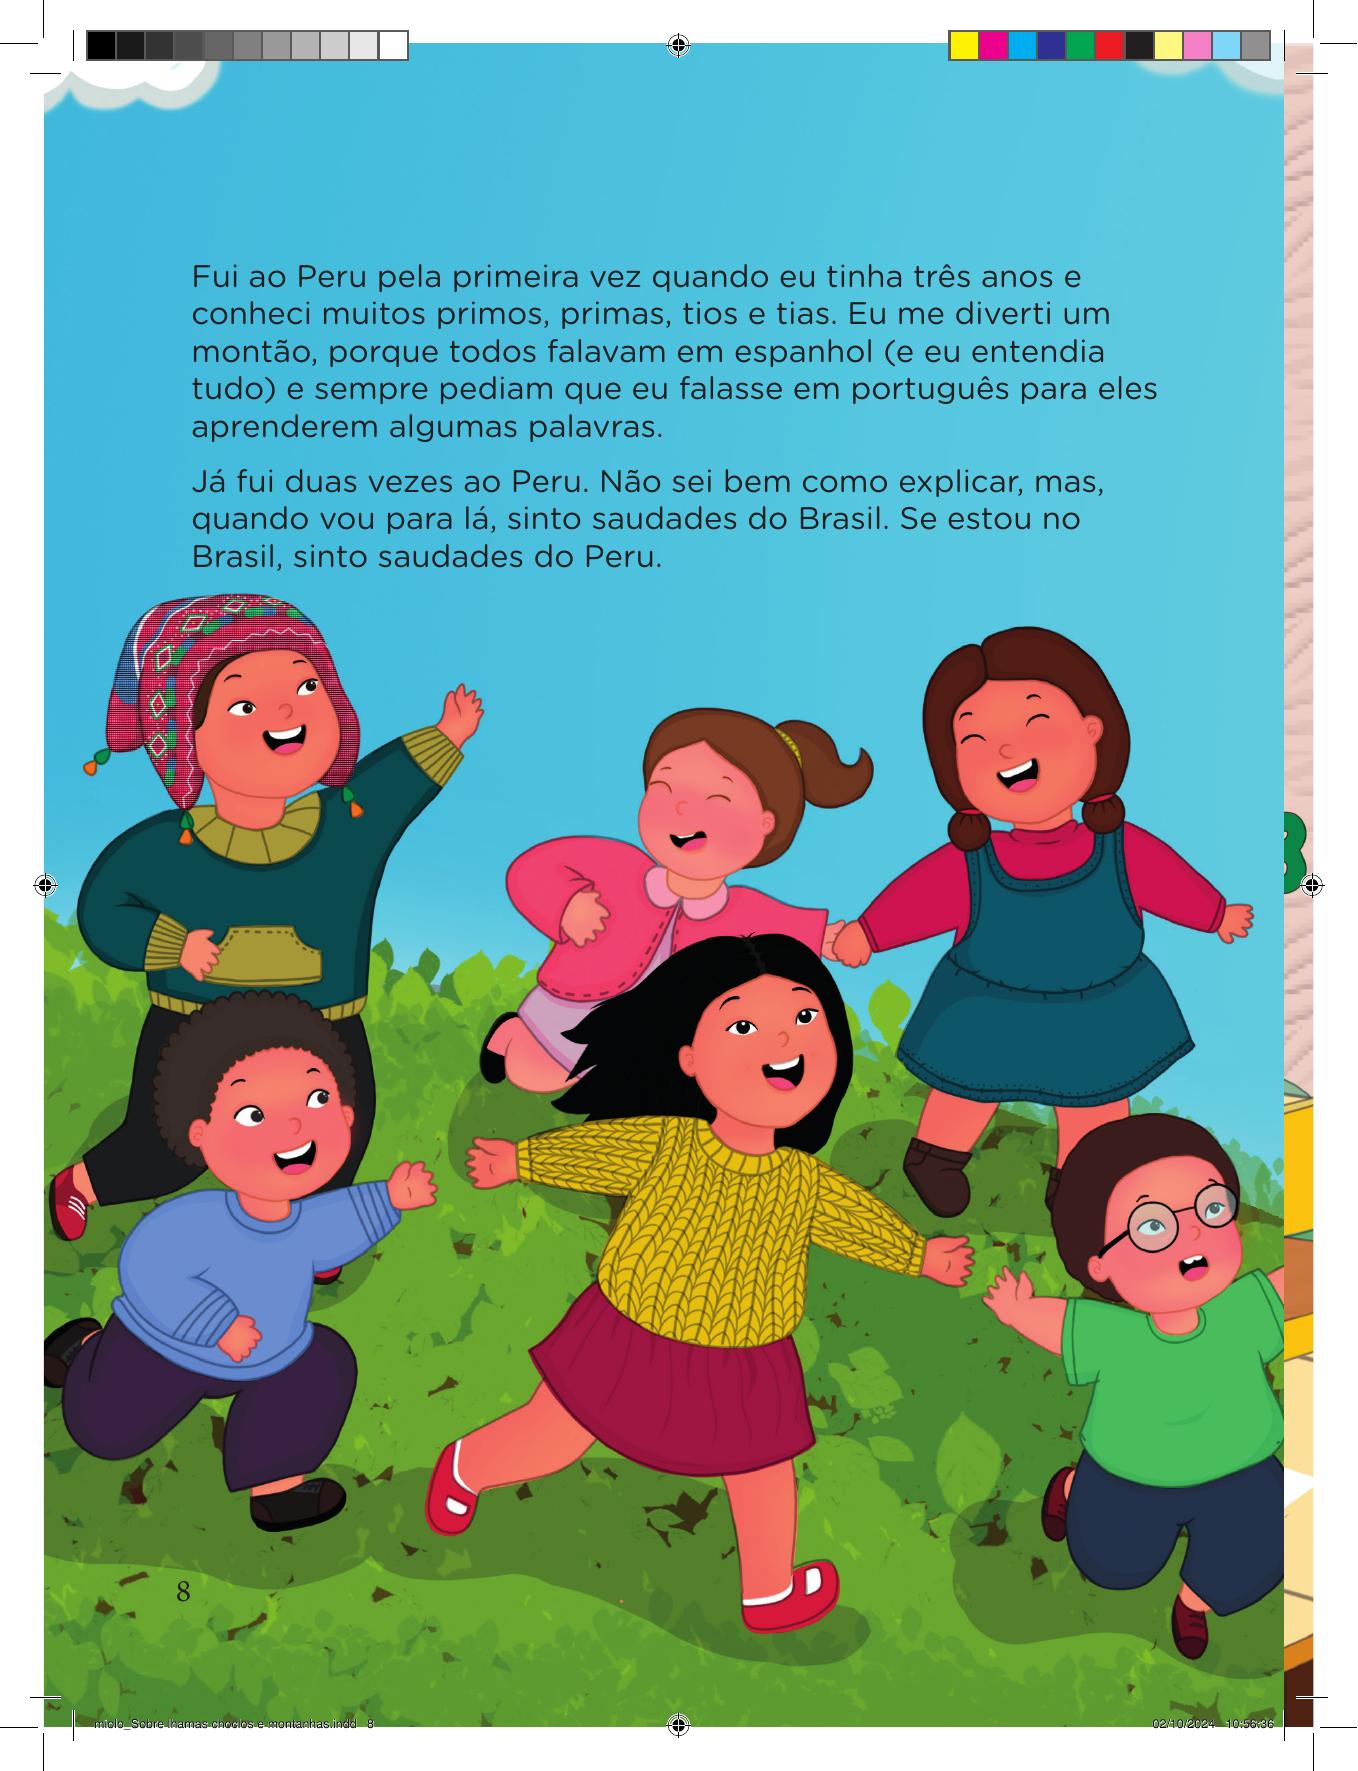 Fui ao Peru pela primeira vez quando eu tinha três anos e
conheci muitos primos, primas, tios e tias. Eu me diverti um
montão, porque todos falavam em espanhol (e eu entendia
tudo) e sempre pediam que eu falasse em português para eles
aprenderem algumas palavras.
Já fui duas vezes ao Peru. Não sei bem como explicar, mas,
quando vou para lá, sinto saudades do Brasil. Se estou no
Brasil, sinto saudades do Peru.
8
miolo_Sobre lhamas choclos e montanhas.indd 8
02/10/2024 10:56:36